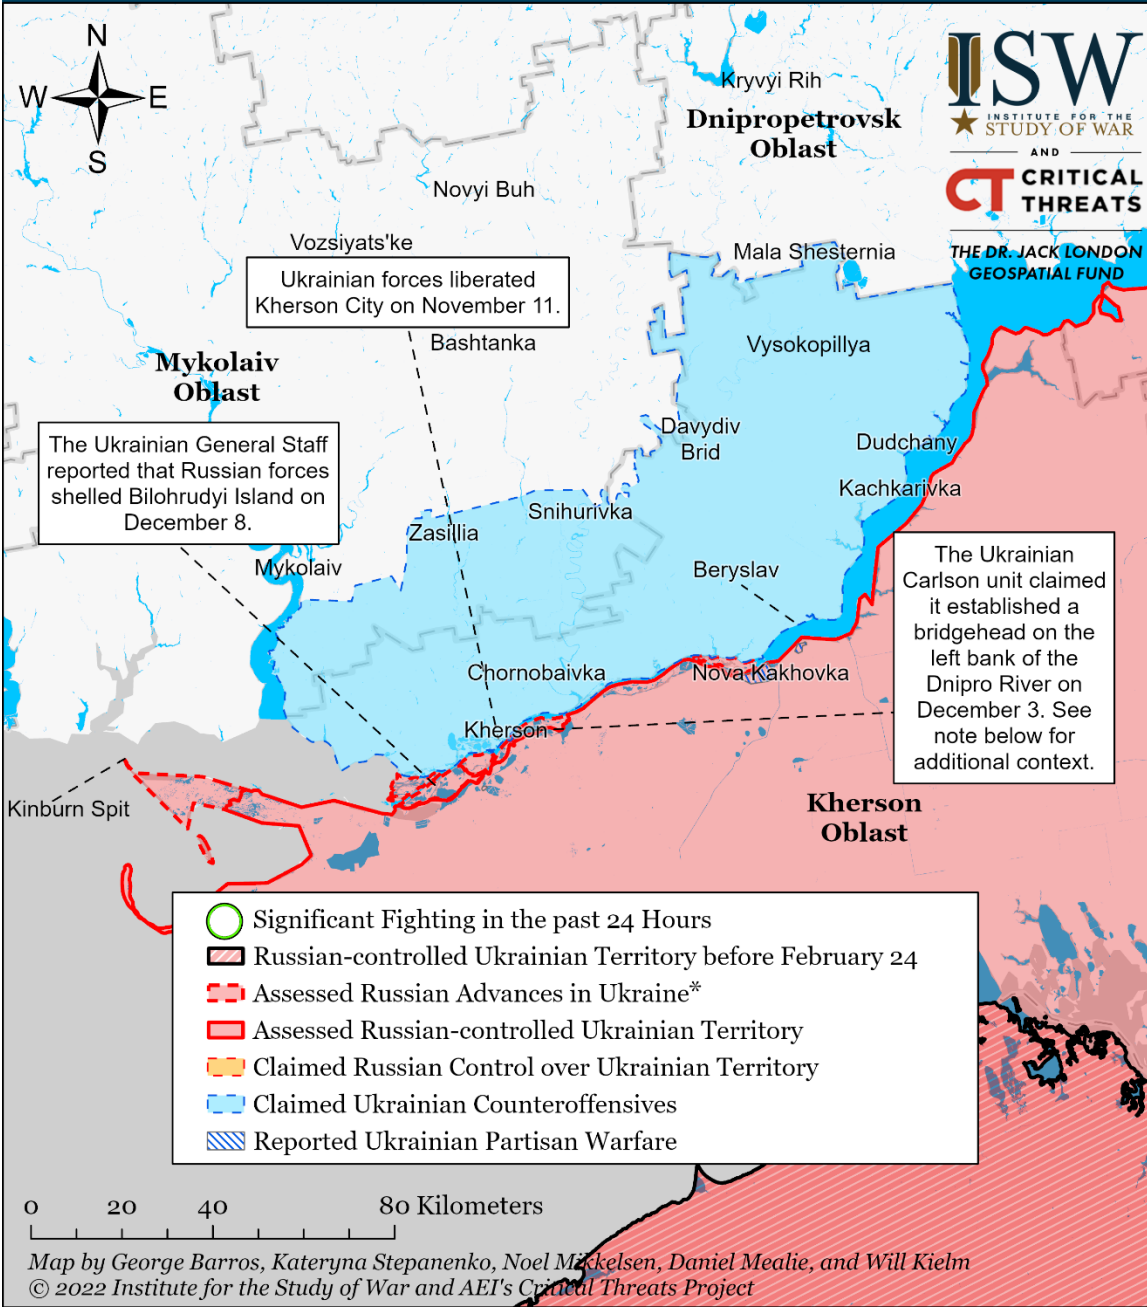 N
W
E
S
ISW
INSTITUTE FOR THE
STUDY OF WAR
AND
CT CRITICAL
THREATS
THE DR. JACK LONDON
GEOSPATIAL FUND
Kryvyi Rih
Dnipropetrovsk
Oblast
Novyi Buh
Vozsiyats'ke
Mala Shesternia
Ukrainian forces liberated
Kherson City on November 11.
Bashtanka
Vysokopillya
Mykolaiv
Oblast
The Ukrainian General Staff
reported that Russian forces
shelled Bilohrudyi Island on
December 8.
Davydiv
Brid
Dudchany
Kachkarivka
Snihurivka
Zasillia
Mykolaiv
Beryslav
The Ukrainian
Carlson unit claimed
it established a
bridgehead on the
left bank of the
Dnipro River on
December 3. See
note below for
additional context.
Chornobaivka
Nova Kakhovka
Kherson
Kinburn Spit
Kherson
Oblast
Significant Fighting in the past 24 Hours
Russian-controlled Ukrainian Territory before February 24
Assessed Russian Advances in Ukraine*
Assessed Russian-controlled Ukrainian Territory
Claimed Russian Control over Ukrainian Territory
Claimed Ukrainian Counteroffensives
Reported Ukrainian Partisan Warfare
0 20 40 80 Kilometers
Map by George Barros, Kateryna Stepanenko, Noel Mikkelsen, Daniel Mealie, and Will Kielm
© 2022 Institute for the Study of War and AEI's Critical Threats Project